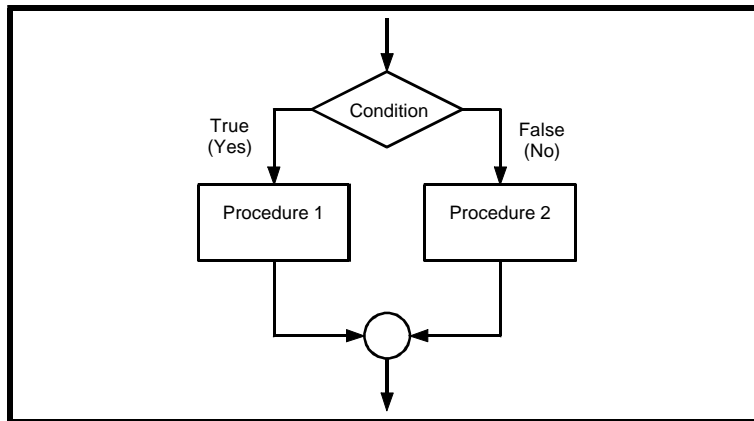 Condition
True
(Yes)
False
(No)
Procedure 1
Procedure 2